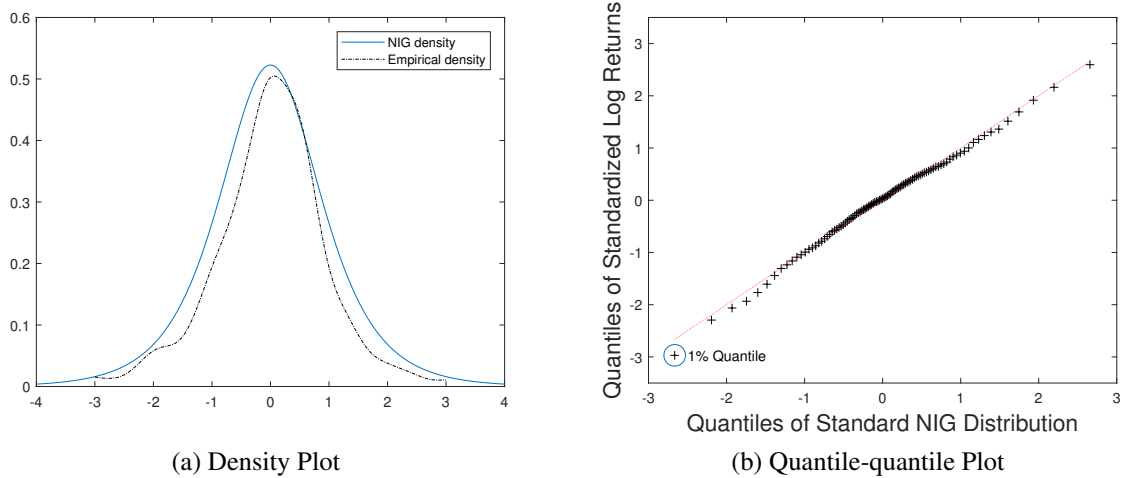 0.6
0.5
0.4
0.3
0.2
0.1
0
-4 -3 -2 -1 0 1 2 3 4
NIG density
Empirical density
(a) Density Plot
Quantiles of Standardized Log Returns
3
2
1
0
-1
-2
-3
1% Quantile
-3 -2 -1 0 1 2 3
Quantiles of Standard NIG Distribution
(b) Quantile-quantile Plot